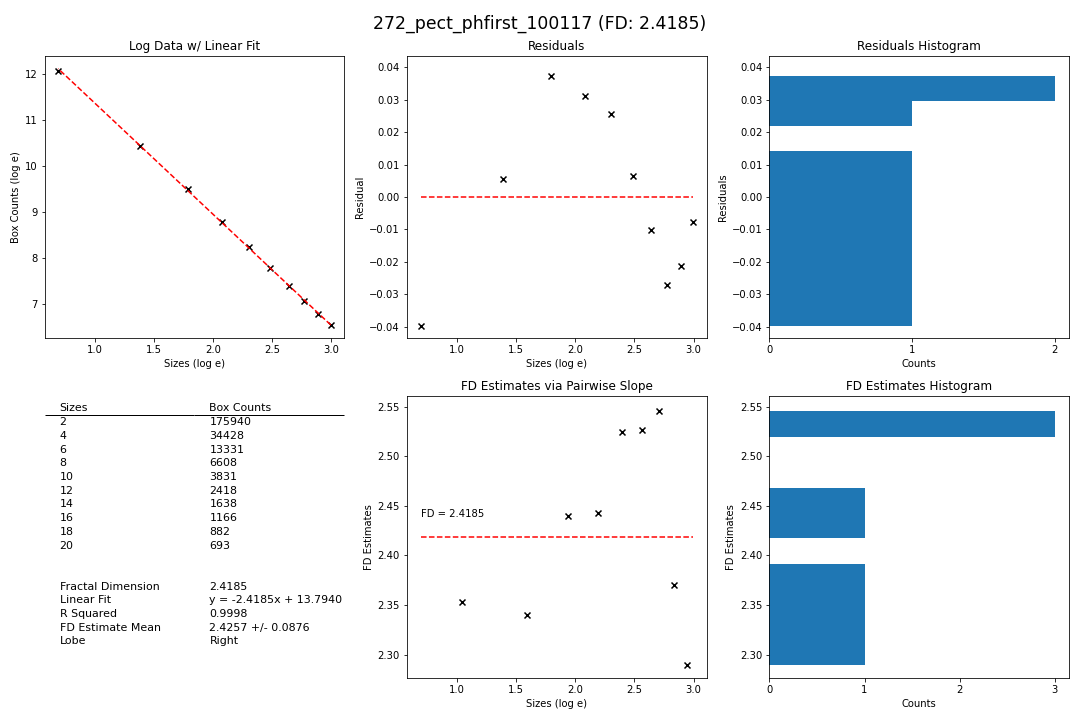 272_pect_phfirst_100117 (FD: 2.4185)
Log Data w/ Linear Fit
Box Counts (log e)
12
11
10
9
8
7
1.0 1.5 2.0 2.5 3.0
Sizes (log e)
Residuals
Residual
0.04
0.03
0.02
0.01
0.00
−0.01
−0.02
−0.03
−0.04
1.0 1.5 2.0 2.5 3.0
Sizes (log e)
Residuals Histogram
Residuals
0.04
0.03
0.02
0.01
0.00
−0.01
−0.02
−0.03
−0.04
0 1 2
Counts
Sizes Box Counts
2 175940
4 34428
6 13331
8 6608
10 3831
12 2418
14 1638
16 1166
18 882
20 693
Fractal Dimension 2.4185
Linear Fit y = -2.4185x + 13.7940
R Squared 0.9998
FD Estimate Mean 2.4257 +/- 0.0876
Lobe Right
FD Estimates via Pairwise Slope
FD Estimates
2.55
2.50
2.45
2.40
2.35
2.30
FD = 2.4185
1.0 1.5 2.0 2.5 3.0
Sizes (log e)
FD Estimates Histogram
FD Estimates
2.55
2.50
2.45
2.40
2.35
2.30
0 1 2 3
Counts